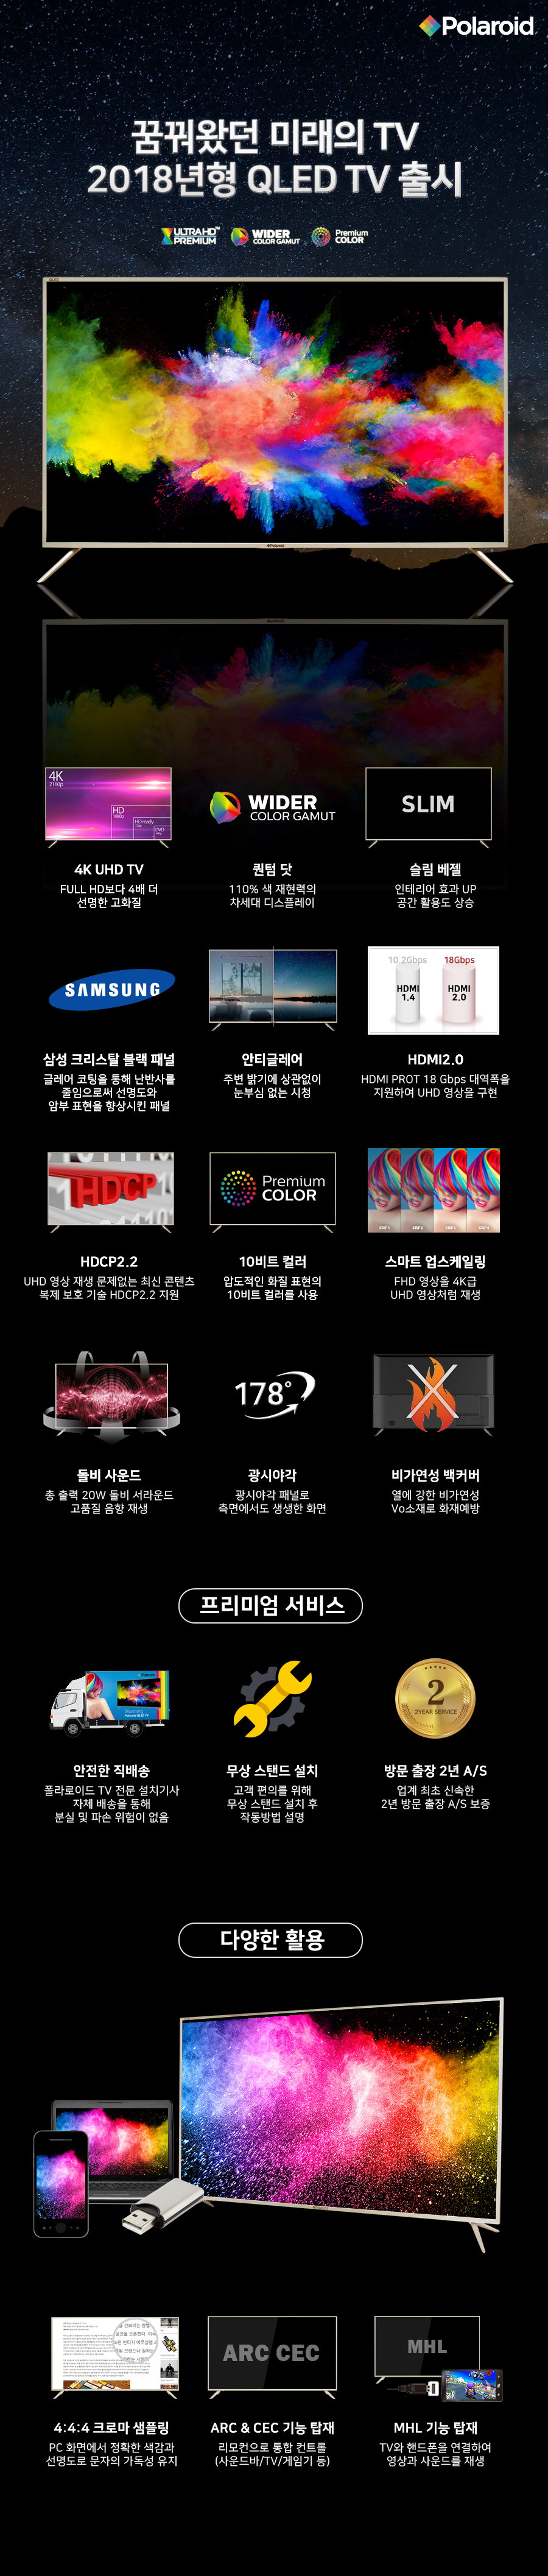 Polaroid
꿈꿔왔던 미래의 TV
2018년형 QLED TV 출시
ULTRA HD™
PREMIUM
WIDER
COLOR GAMUT
Premium
COLOR
Polaroid
4K
2160p
HD
1080p
HD ready
DVD
WIDER
COLOR GAMUT
SLIM
4K UHD TV
FULL HD보다 4배 더
선명한 고화질
퀀텀 닷
110% 색 재현력의
차세대 디스플레이
슬림 베젤
인테리어 효과 UP
공간 활용도 상승
SAMSUNG
10.2Gbps
18Gbps
HDMI
1.4
HDMI
2.0
삼성 크리스탈 블랙 패널
글레어 코팅을 통해 난반사를
줄임으로써 선명도와
암부 표현을 향상시킨 패널
안티글레어
주변 밝기에 상관없이
눈부심 없는 시청
HDMI2.0
HDMI PROT 18 Gbps 대역폭을
지원하여 UHD 영상을 구현
HDCP
Premium
COLOR
HDCP2.2
UHD 영상 재생 문제없는 최신 콘텐츠
복제 보호 기술 HDCP2.2 지원
10비트 컬러
압도적인 화질 표현의
10비트 컬러를 사용
스마트 업스케일링
FHD 영상을 4K급
UHD 영상처럼 재생
178°
돌비 사운드
총 출력 20W 돌비 서라운드
고품질 음향 재생
광시야각
광시야각 패널로
측면에서도 생생한 화면
비가연성 백커버
열에 강한 비가연성
Vo소재로 화재예방
프리미엄 서비스
Polaroid
2
2YEAR SERVICE
안전한 직배송
폴라로이드 TV 전문 설치기사
자체 배송을 통해
분실 및 파손 위험이 없음
무상 스탠드 설치
고객 편의를 위해
무상 스탠드 설치 후
작동방법 설명
방문 출장 2년 A/S
업계 최초 신속한
2년 방문 출장 A/S 보증
다양한 활용
ARC CEC
MHL
4:4:4 크로마 샘플링
PC 화면에서 정확한 색감과
선명도로 문자의 가독성 유지
ARC & CEC 기능 탑재
리모컨으로 통합 컨트롤
(사운드바/TV/게임기 등)
MHL 기능 탑재
TV와 핸드폰을 연결하여
영상과 사운드를 재생